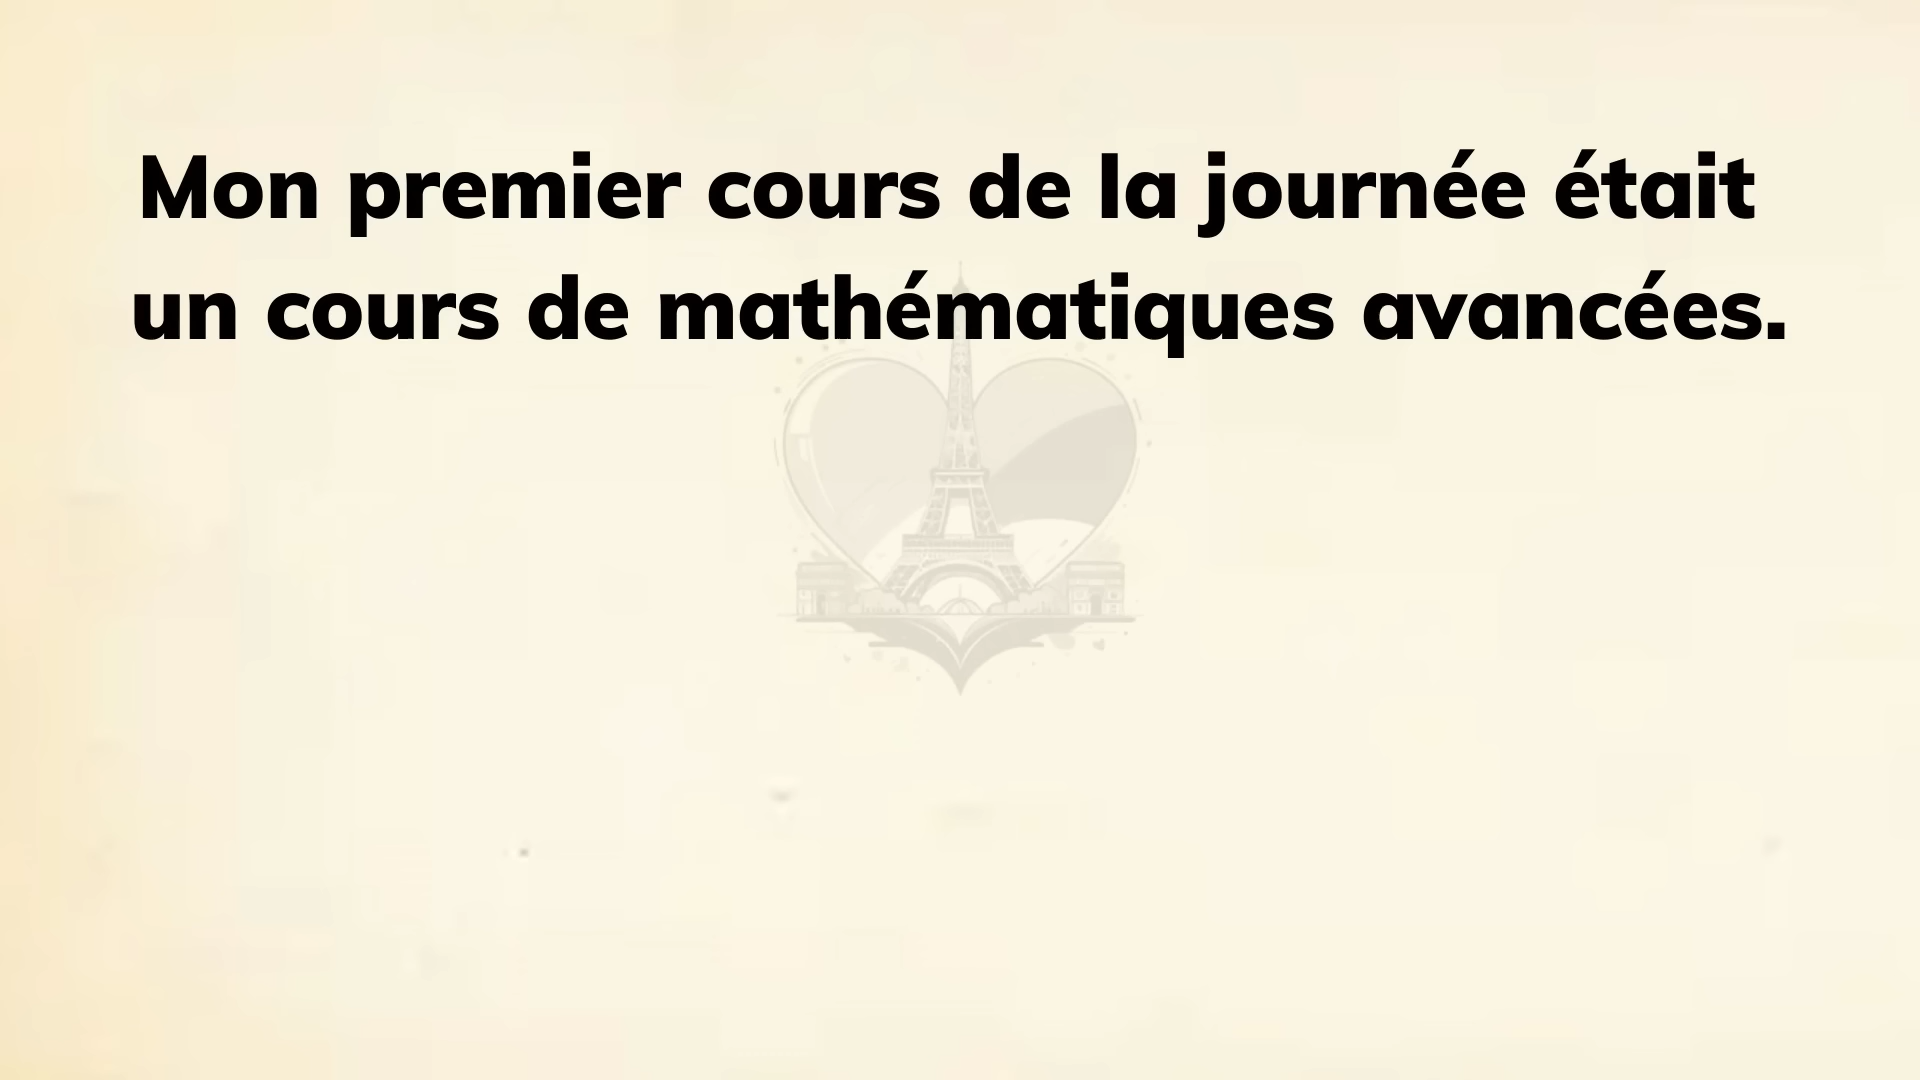 Mon premier cours de la journée était
un cours de mathématiques avancées.